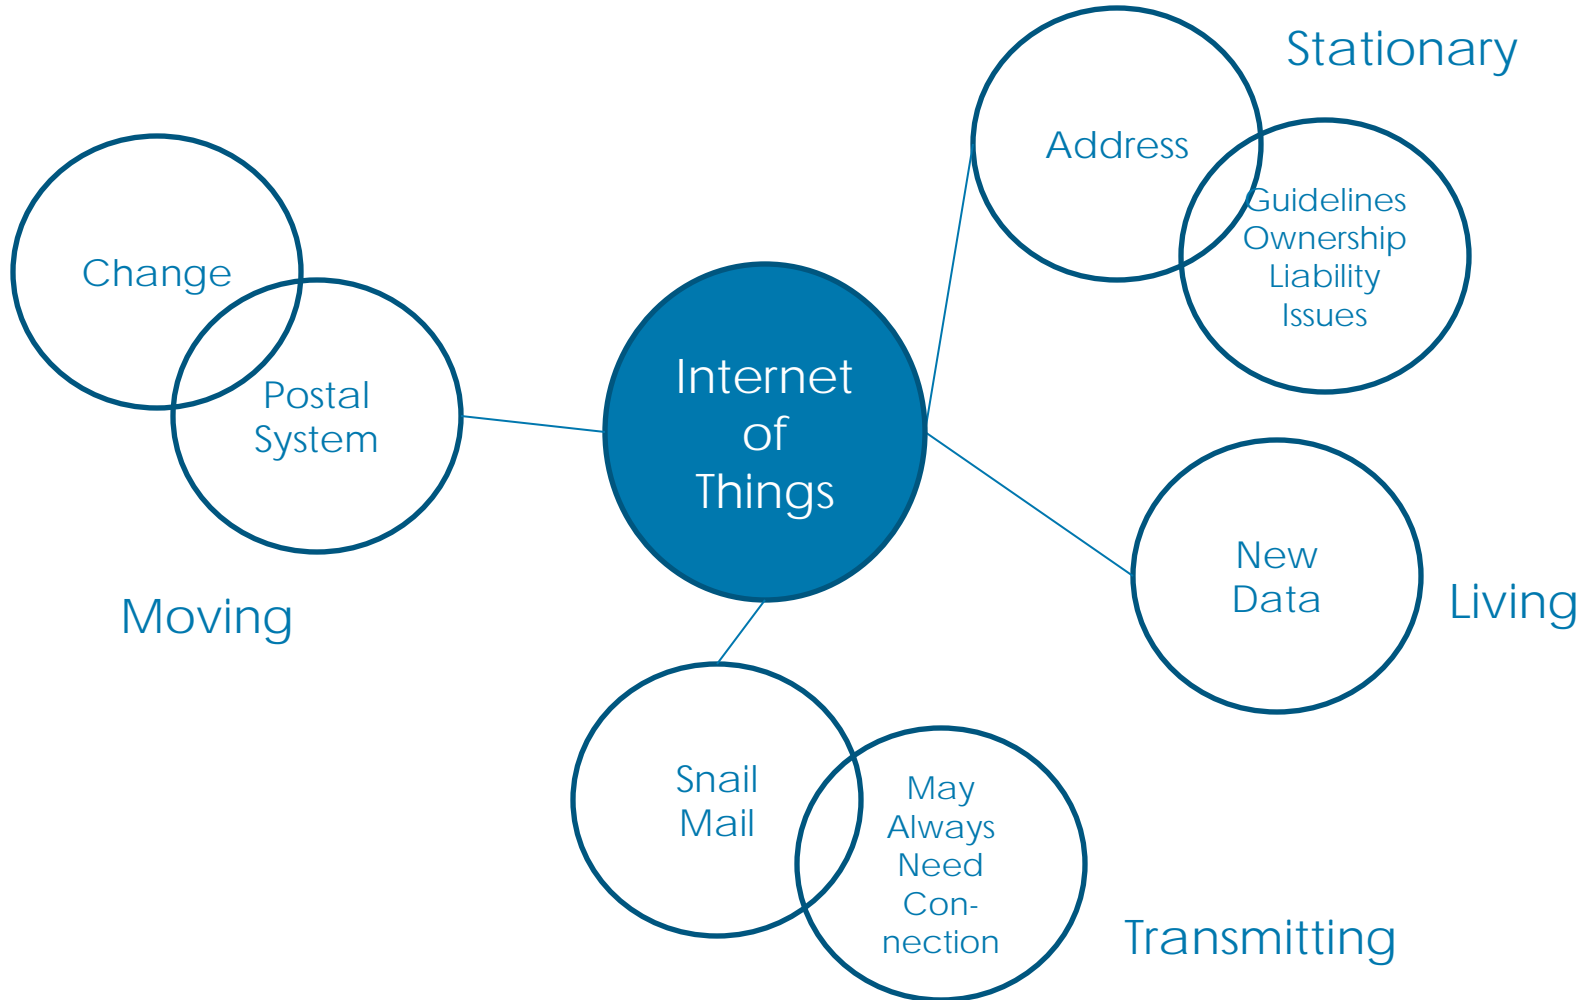 Stationary
Address
Guidelines
Ownership
Liability
Issues
Change
Postal
System
Moving
Internet
of
Things
New
Data
Living
Snail
Mail
May
Always
Need
Con-
nection
Transmitting